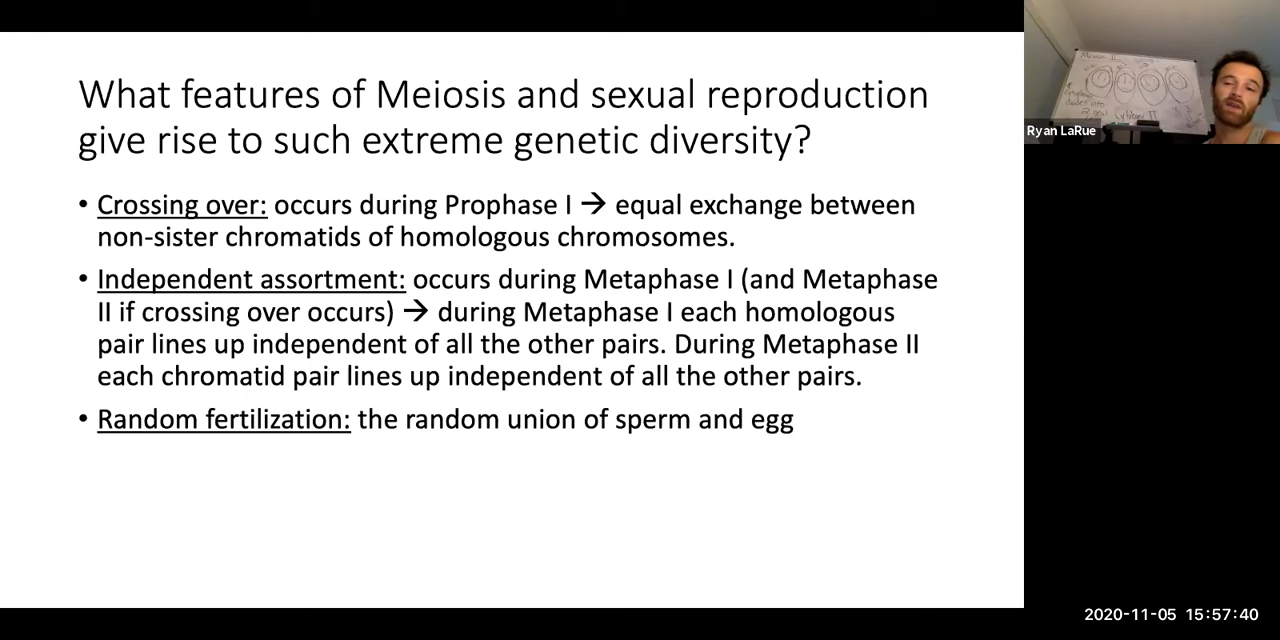 What features of Meiosis and sexual reproduction
give rise to such extreme genetic diversity?
• Crossing over: occurs during Prophase I → equal exchange between
non-sister chromatids of homologous chromosomes.
• Independent assortment: occurs during Metaphase I (and Metaphase
II if crossing over occurs) → during Metaphase I each homologous
pair lines up independent of all the other pairs. During Metaphase II
each chromatid pair lines up independent of all the other pairs.
• Random fertilization: the random union of sperm and egg
Ryan LaRue
2020-11-05 15:57:40